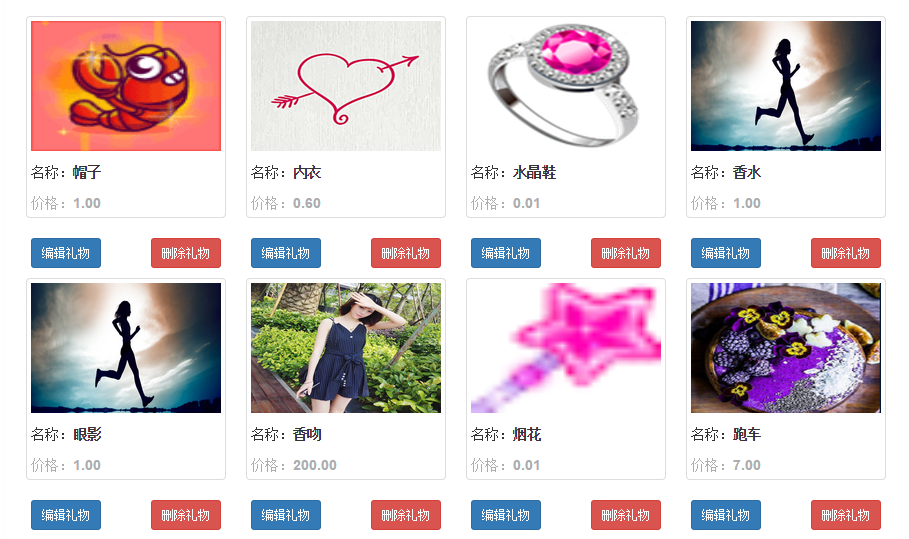 名称：帽子
价格：1.00
编辑礼物 删除礼物
名称：内衣
价格：0.60
编辑礼物 删除礼物
名称：水晶鞋
价格：0.01
编辑礼物 删除礼物
名称：香水
价格：1.00
编辑礼物 删除礼物
名称：眼影
价格：1.00
编辑礼物 删除礼物
名称：香吻
价格：200.00
编辑礼物 删除礼物
名称：烟花
价格：0.01
编辑礼物 删除礼物
名称：跑车
价格：7.00
编辑礼物 删除礼物